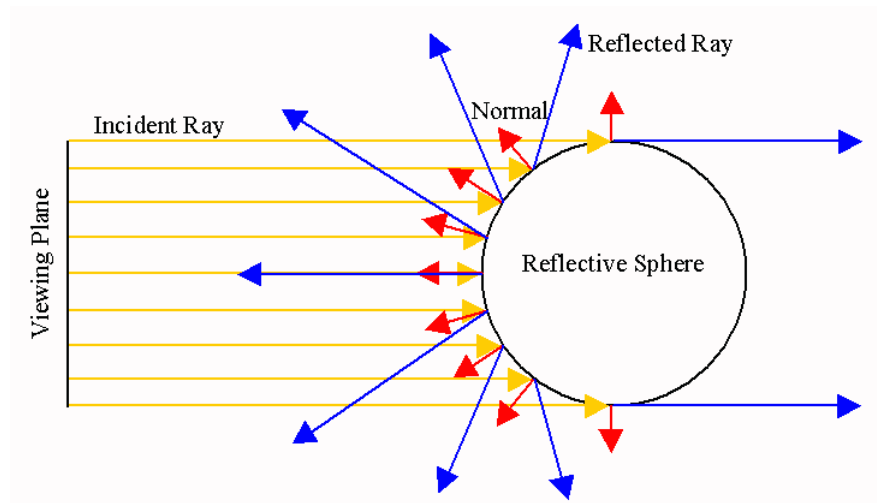 Reflected Ray
Normal
Incident Ray
Viewing Plane
Reflective Sphere